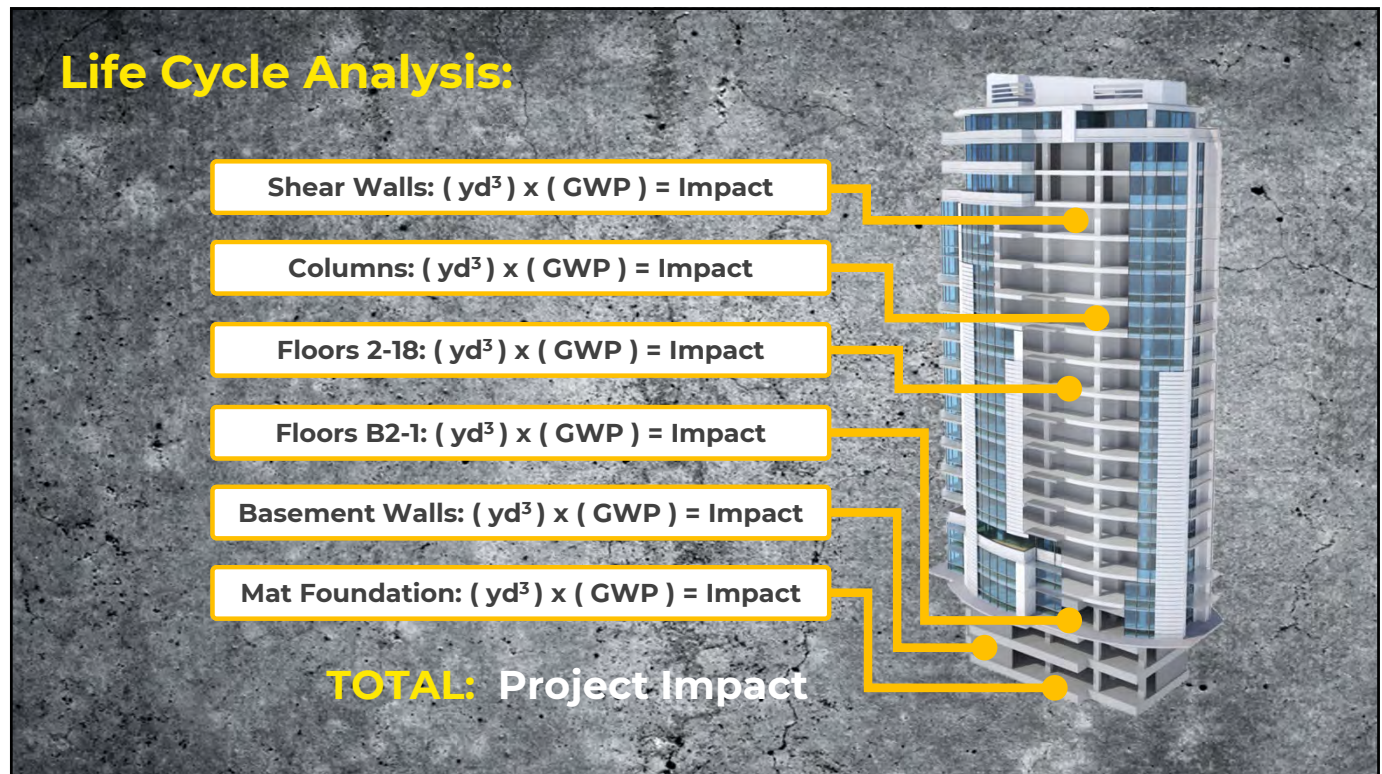 Life Cycle Analysis:
Shear Walls: ( yd³ ) x ( GWP ) = Impact
Columns: ( yd³ ) x ( GWP ) = Impact
Floors 2-18: ( yd³ ) x ( GWP ) = Impact
Floors B2-1: ( yd³ ) x ( GWP ) = Impact
Basement Walls: ( yd³ ) x ( GWP ) = Impact
Mat Foundation: ( yd³ ) x ( GWP ) = Impact
TOTAL: Project Impact